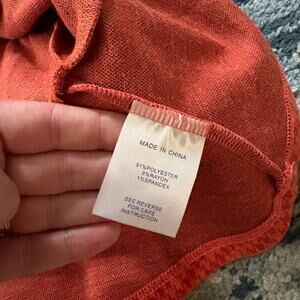 MADE IN CHINA
91%POLYESTER
8%RAYON
1%SPANDEX
SEE REVERSE
FOR CARE
INSTRUCTION